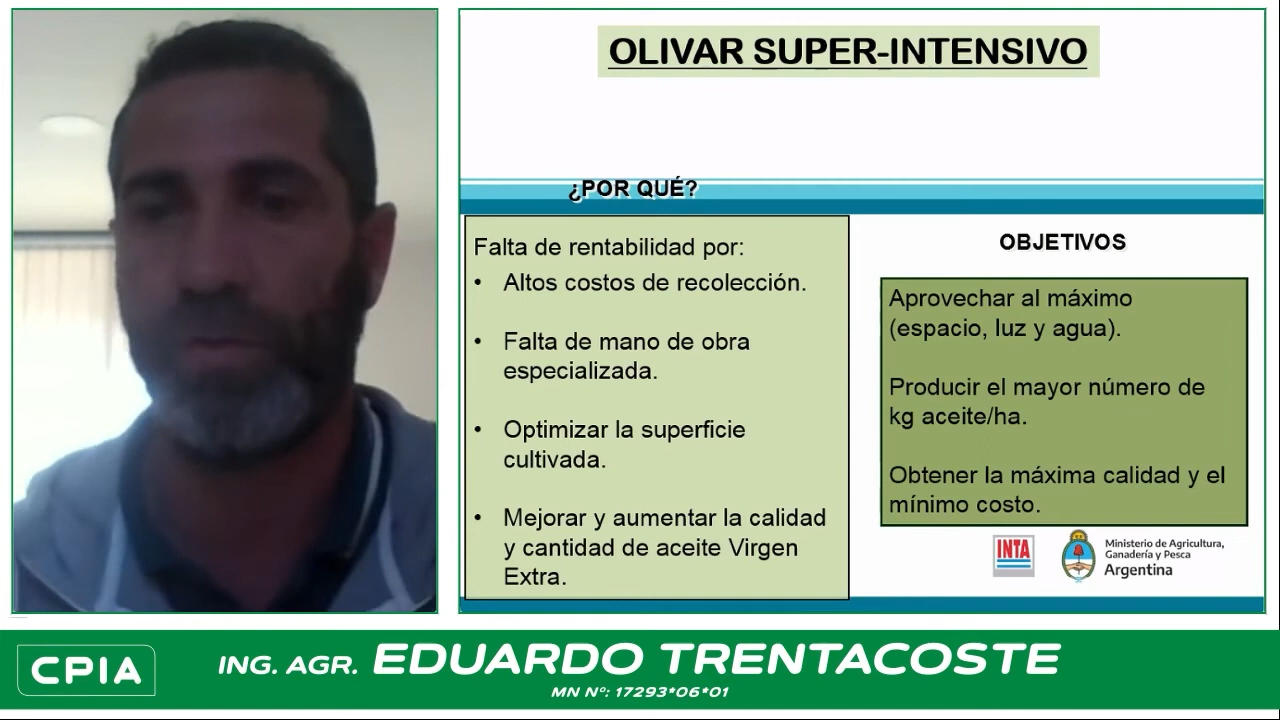 OLIVAR SUPER-INTENSIVO
¿POR QUÉ?
Falta de rentabilidad por:
• Altos costos de recolección.
• Falta de mano de obra
especializada.
• Optimizar la superficie
cultivada.
• Mejorar y aumentar la calidad
y cantidad de aceite Virgen
Extra.
OBJETIVOS
Aprovechar al máximo
(espacio, luz y agua).
Producir el mayor número de
kg aceite/ha.
Obtener la máxima calidad y el
mínimo costo.
INTA
Ministerio de Agricultura,
Ganadería y Pesca
Argentina
CPIA
ING. AGR. EDUARDO TRENTACOSTE
MN Nº: 17293*06*01